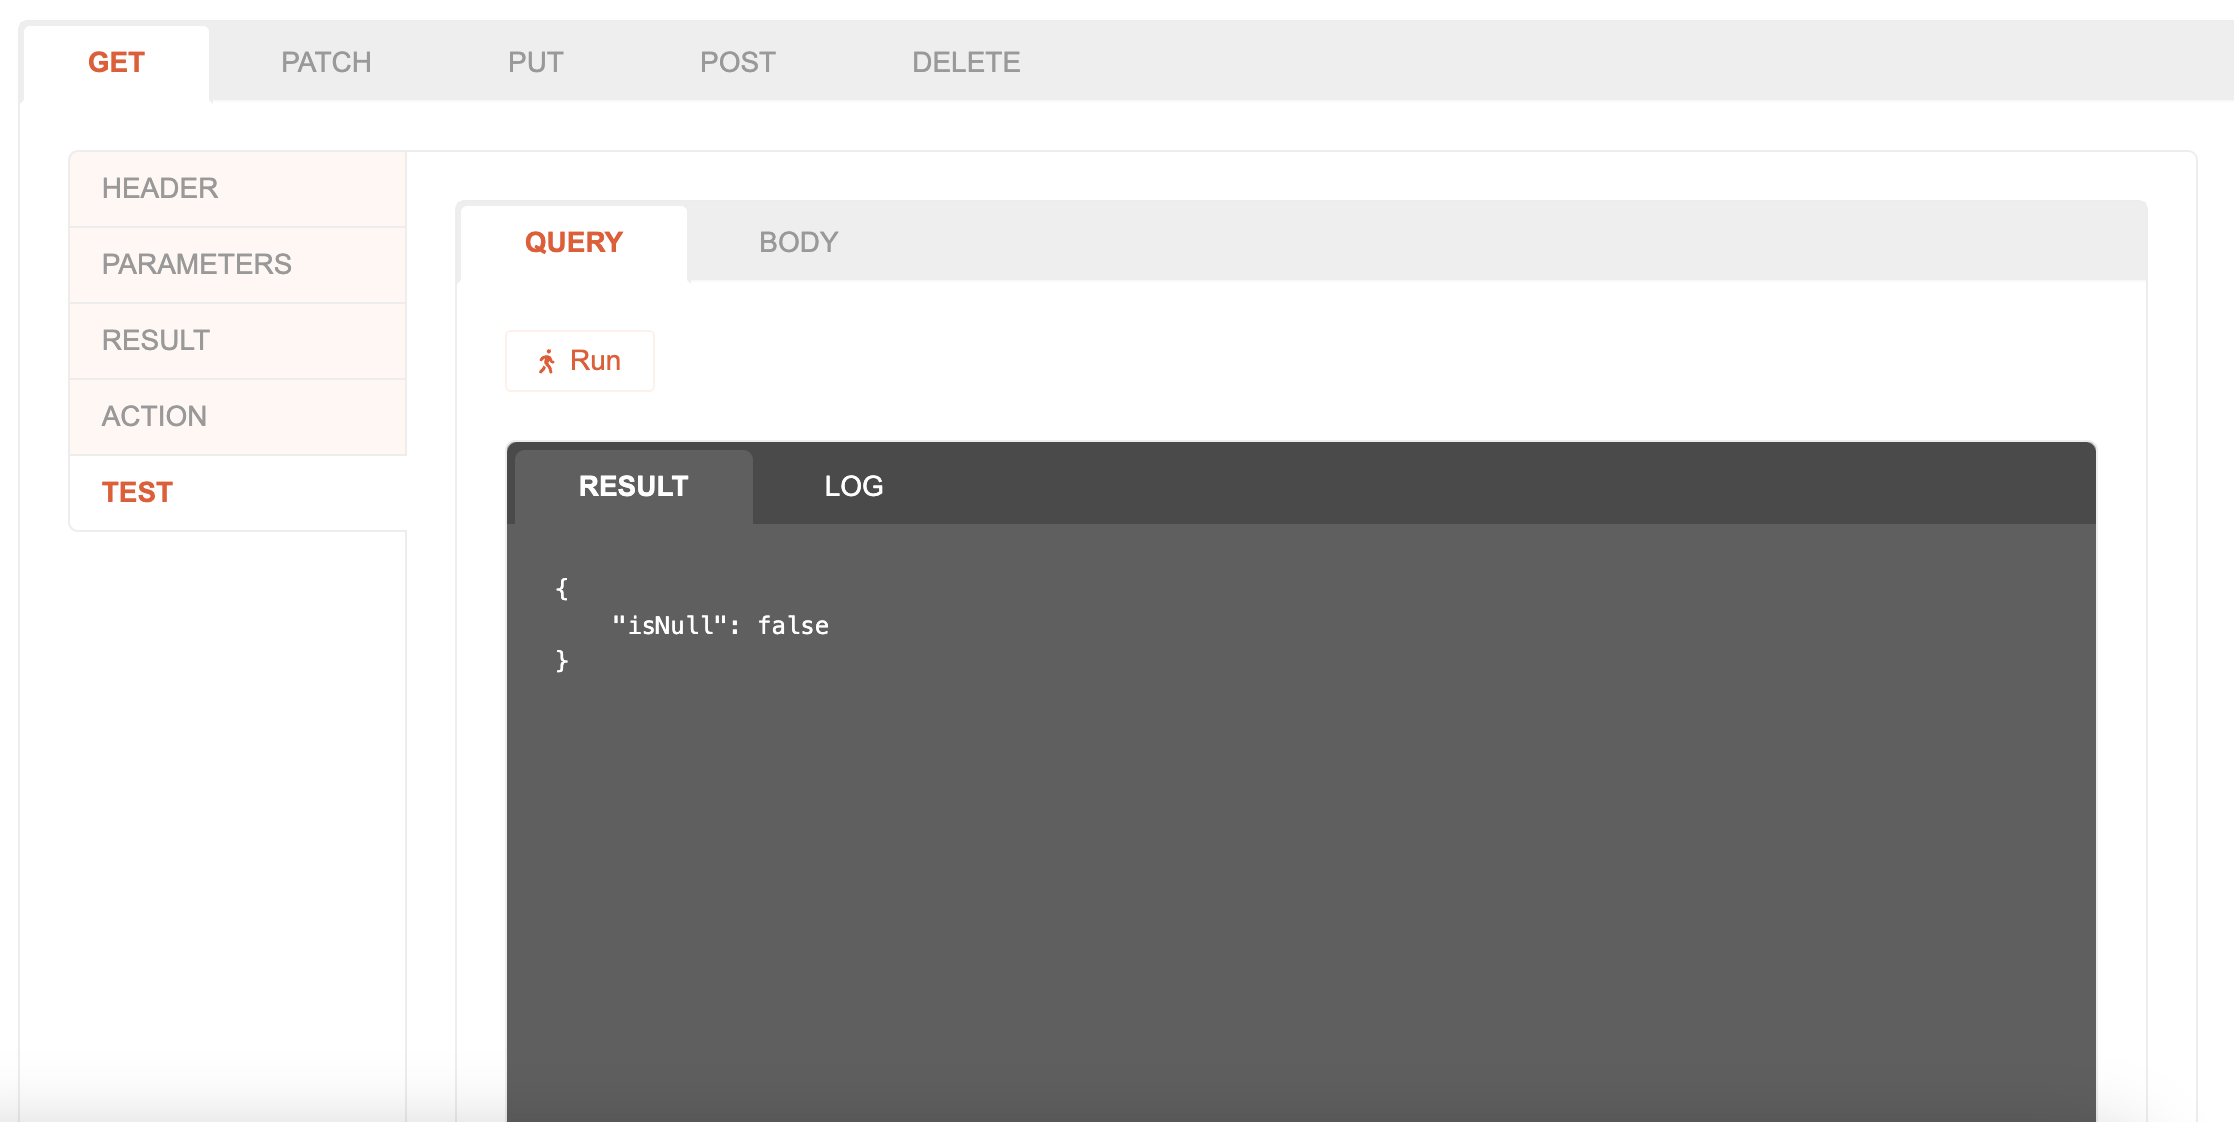 GET PATCH PUT POST DELETE
HEADER
PARAMETERS
RESULT
ACTION
TEST
QUERY BODY
Run
RESULT LOG
{
    "isNull": false
}